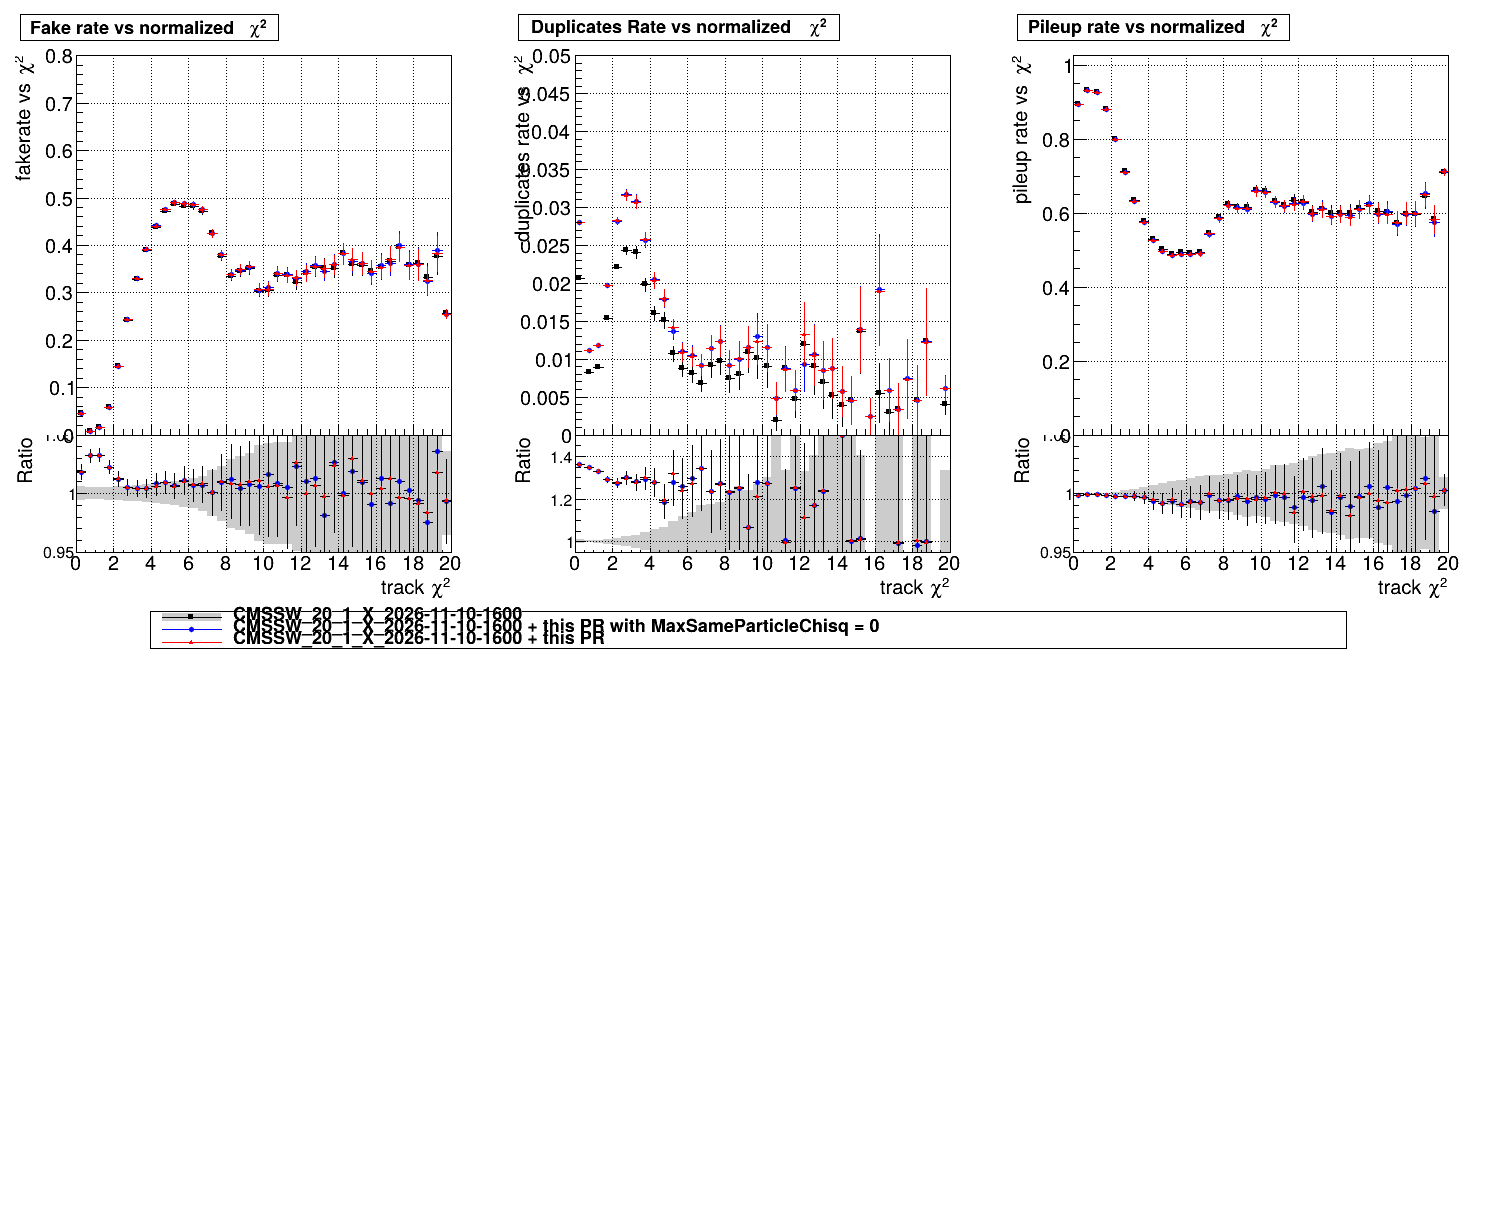 Fake rate vs normalized χ²
fakerate vs χ²
0.8
0.7
0.6
0.5
0.4
0.3
0.2
0.1
0
Ratio
1
0.95
0 2 4 6 8 10 12 14 16 18 20
track χ²
Duplicates Rate vs normalized χ²
duplicates rate vs χ²
0.05
0.045
0.04
0.035
0.03
0.025
0.02
0.015
0.01
0.005
0
Ratio
1.4
1.2
1
0 2 4 6 8 10 12 14 16 18 20
track χ²
Pileup rate vs normalized χ²
pileup rate vs χ²
1
0.8
0.6
0.4
0.2
0
Ratio
1
0.95
0 2 4 6 8 10 12 14 16 18 20
track χ²
CMSSW_20_1_X_2026-11-10-1600
CMSSW_20_1_X_2026-11-10-1600 + this PR with MaxSameParticleChisq = 0
CMSSW_20_1_X_2026-11-10-1600 + this PR